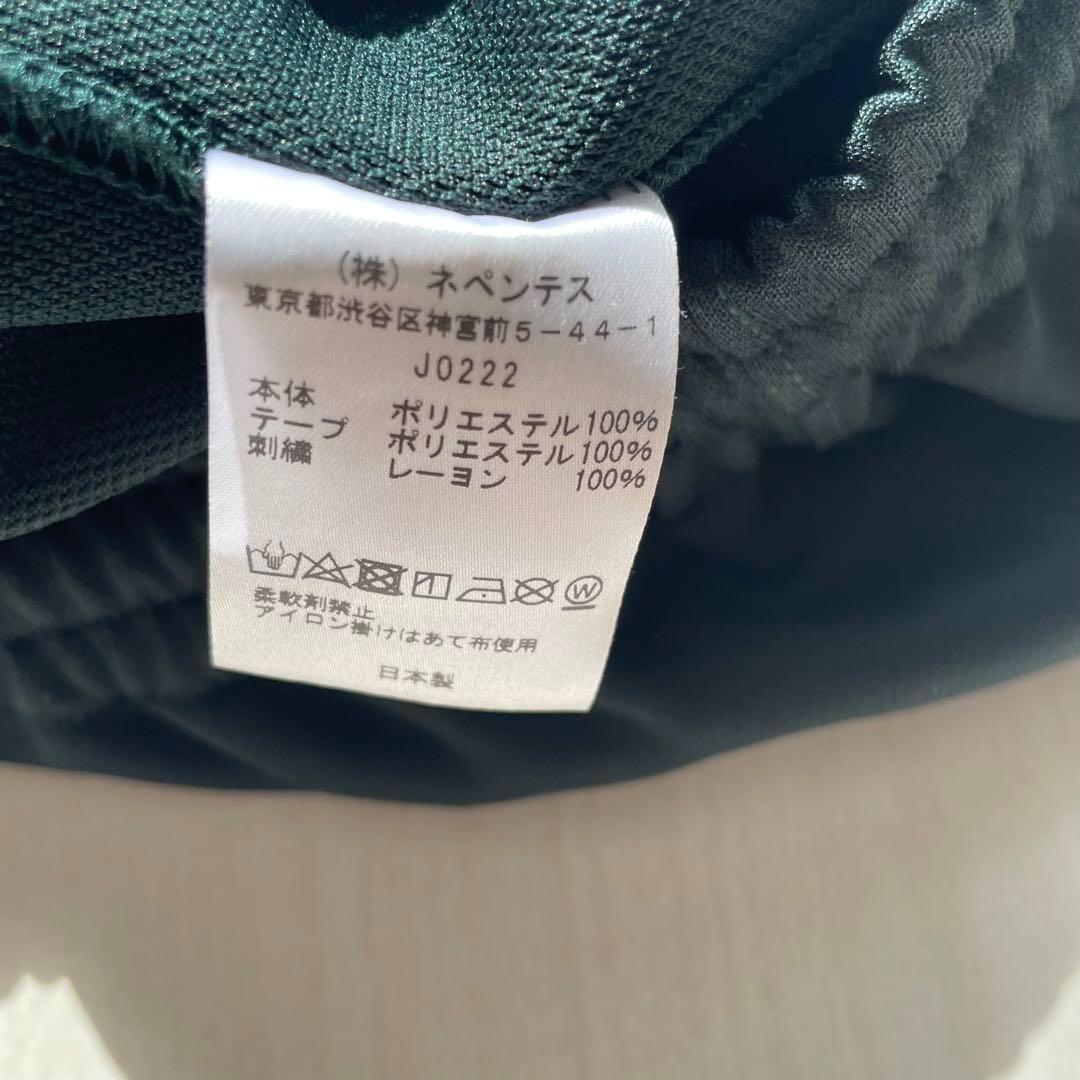 (株) ネペンテス
東京都渋谷区神宮前5-44-1
J0222
本体 ポリエステル100%
テープ ポリエステル100%
刺繍 レーヨン 100%
W
柔軟剤禁止
アイロン掛けはあて布使用
日本製